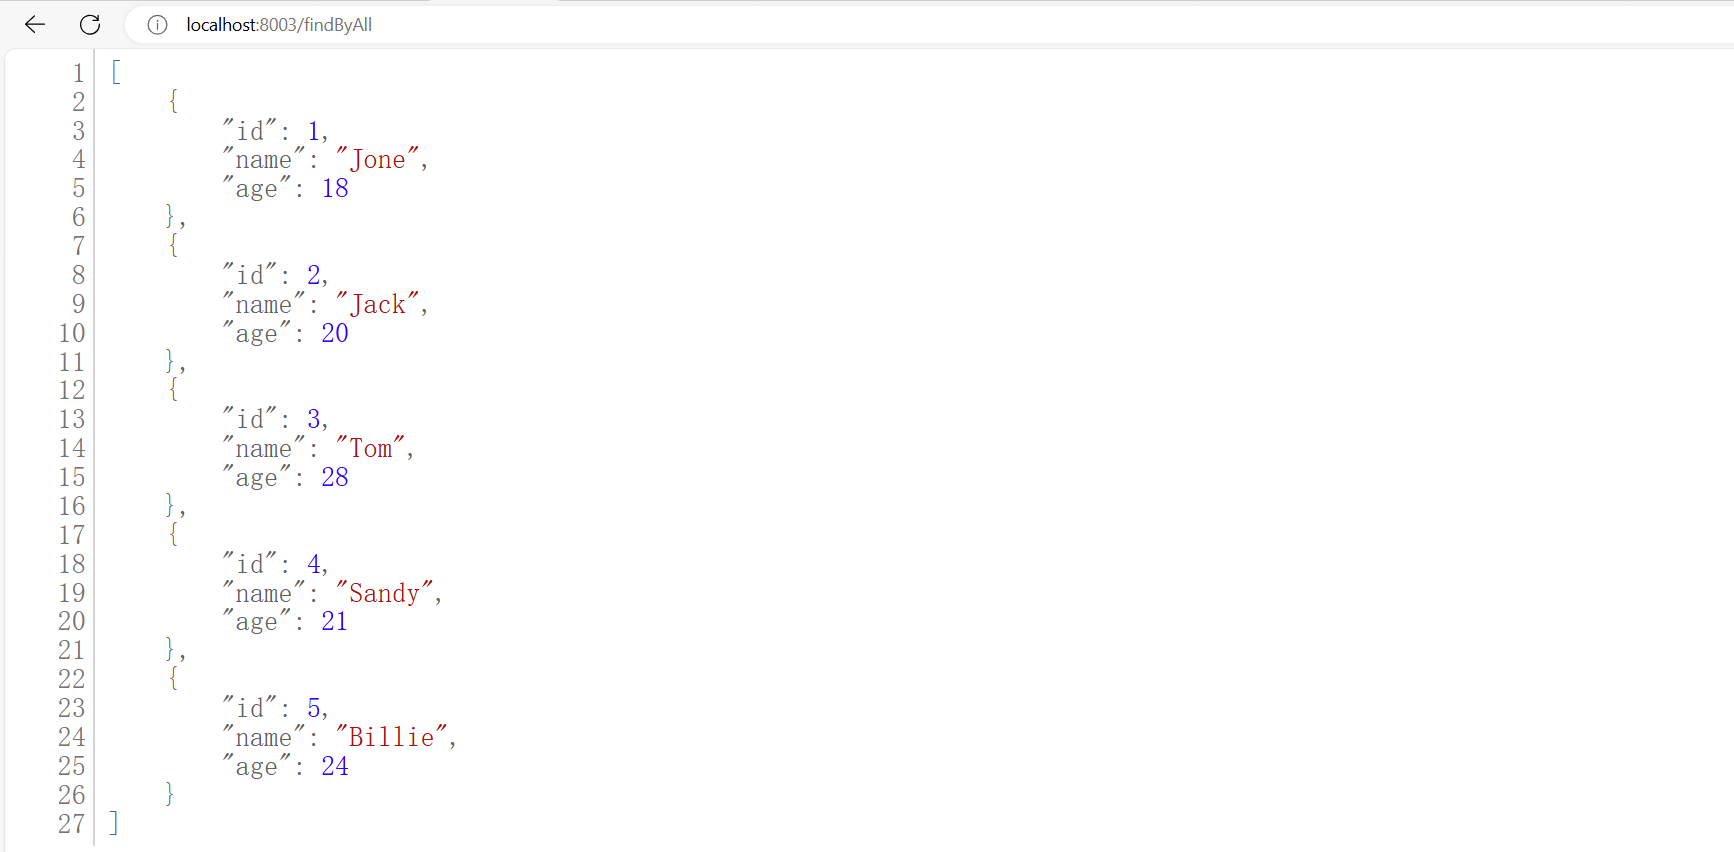 localhost:8003/findByAll
1 [
2 {
3 "id": 1,
4 "name": "Jone",
5 "age": 18
6 },
7 {
8 "id": 2,
9 "name": "Jack",
10 "age": 20
11 },
12 {
13 "id": 3,
14 "name": "Tom",
15 "age": 28
16 },
17 {
18 "id": 4,
19 "name": "Sandy",
20 "age": 21
21 },
22 {
23 "id": 5,
24 "name": "Billie",
25 "age": 24
26 }
27 ]